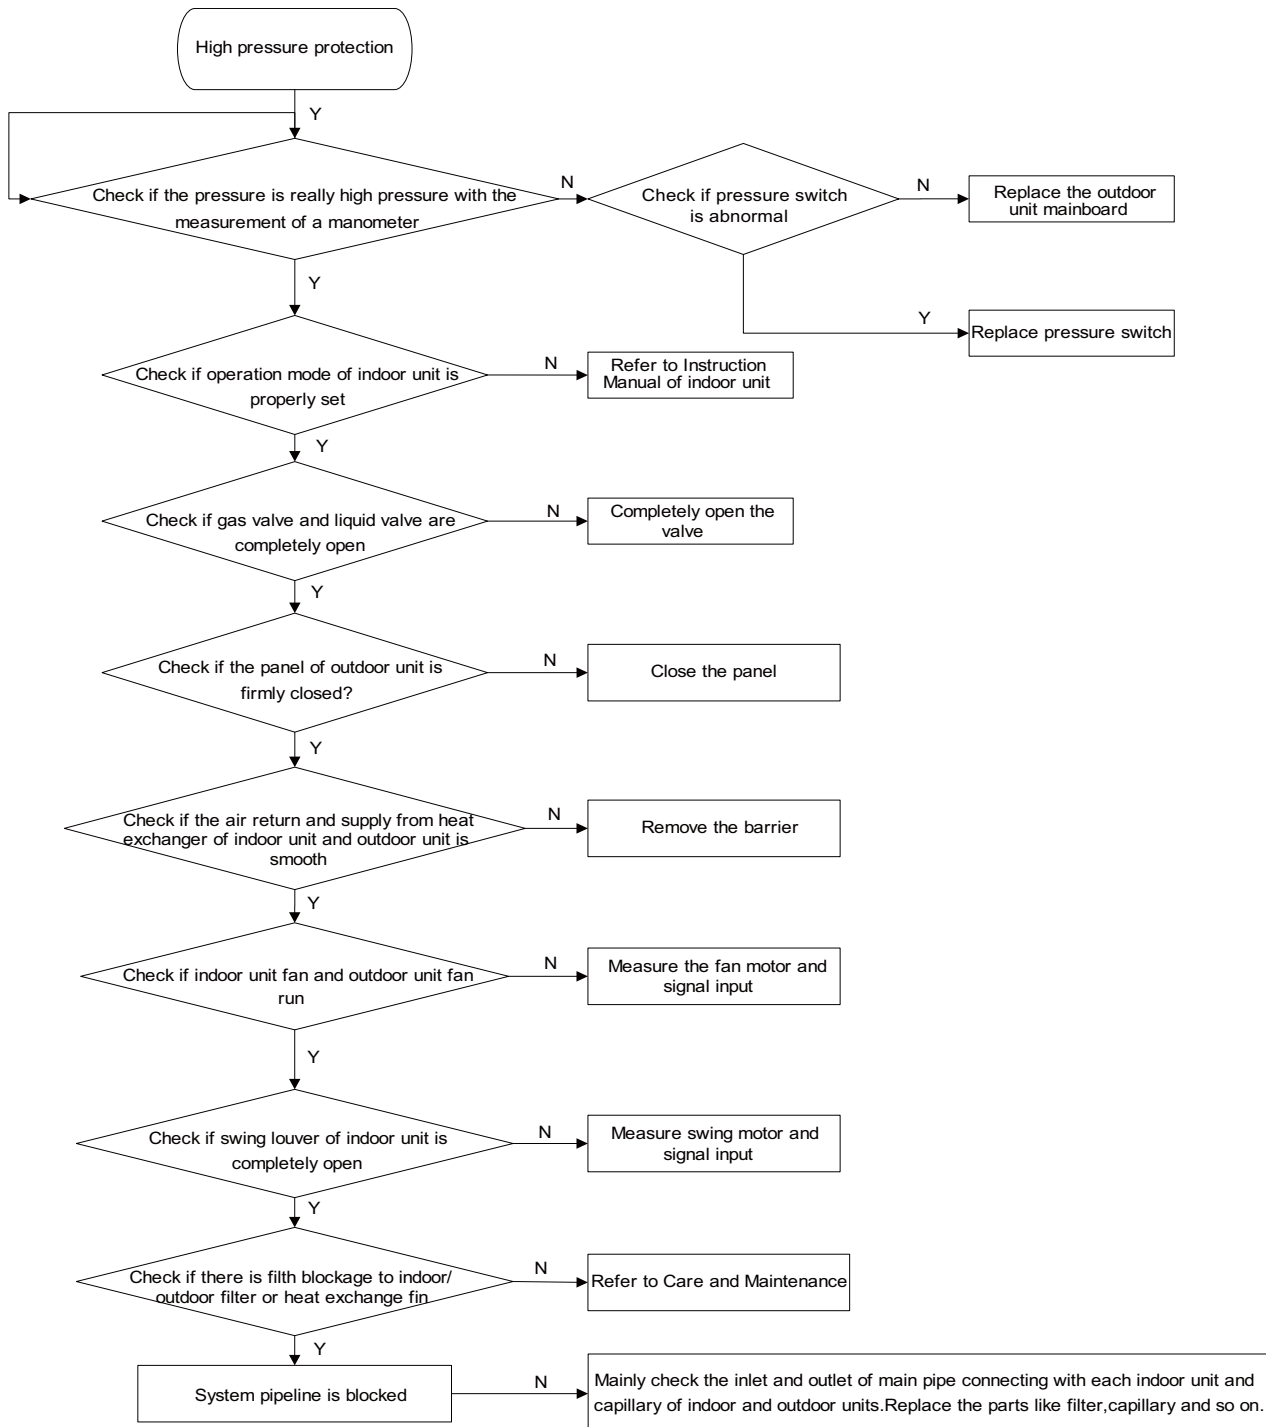 High pressure protection
Y
Check if the pressure is really high pressure with the
measurement of a manometer
N
Check if pressure switch
is abnormal
N
Replace the outdoor
unit mainboard
Y
Replace pressure switch
Y
Check if operation mode of indoor unit is
properly set
N
Refer to Instruction
Manual of indoor unit
Y
Check if gas valve and liquid valve are
completely open
N
Completely open the
valve
Y
Check if the panel of outdoor unit is
firmly closed?
N
Close the panel
Y
Check if the air return and supply from heat
exchanger of indoor unit and outdoor unit is
smooth
N
Remove the barrier
Y
Check if indoor unit fan and outdoor unit fan
run
N
Measure the fan motor and
signal input
Y
Check if swing louver of indoor unit is
completely open
N
Measure swing motor and
signal input
Y
Check if there is filth blockage to indoor/
outdoor filter or heat exchange fin
N
Refer to Care and Maintenance
Y
System pipeline is blocked
N
Mainly check the inlet and outlet of main pipe connecting with each indoor unit and
capillary of indoor and outdoor units.Replace the parts like filter,capillary and so on.